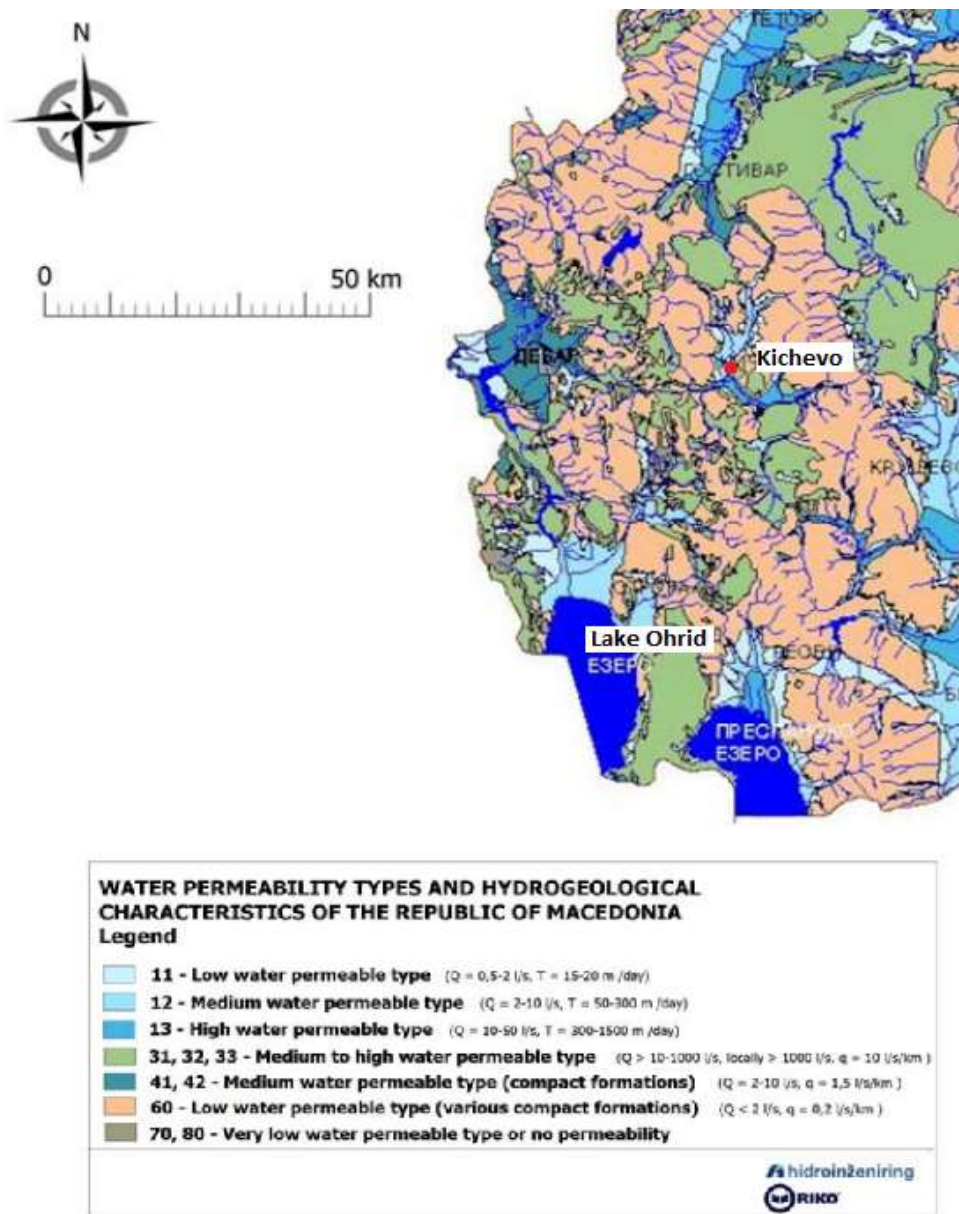 N
ТЕТОВО
ГОСТИВАР
0
50 km
ДЕБАР
Kichevo
КРУШЕВО
Lake Ohrid
ЕЗЕРО
ПРЕСПАНСКО
ЕЗЕРО
WATER PERMEABILITY TYPES AND HYDROGEOLOGICAL
CHARACTERISTICS OF THE REPUBLIC OF MACEDONIA
Legend
11 - Low water permeable type (Q = 0,5-2 l/s, T = 15-20 m /day)
12 - Medium water permeable type (Q = 2-10 l/s, T = 50-300 m /day)
13 - High water permeable type (Q = 10-50 l/s, T = 300-1500 m /day)
31, 32, 33 - Medium to high water permeable type (Q > 10-1000 l/s, locally > 1000 l/s, q = 10 l/s/km )
41, 42 - Medium water permeable type (compact formations) (Q = 2-10 l/s, q = 1,5 l/s/km )
60 - Low water permeable type (various compact formations) (Q < 2 l/s, q = 0,2 l/s/km )
70, 80 - Very low water permeable type or no permeability
hidroinženiring
RIKO